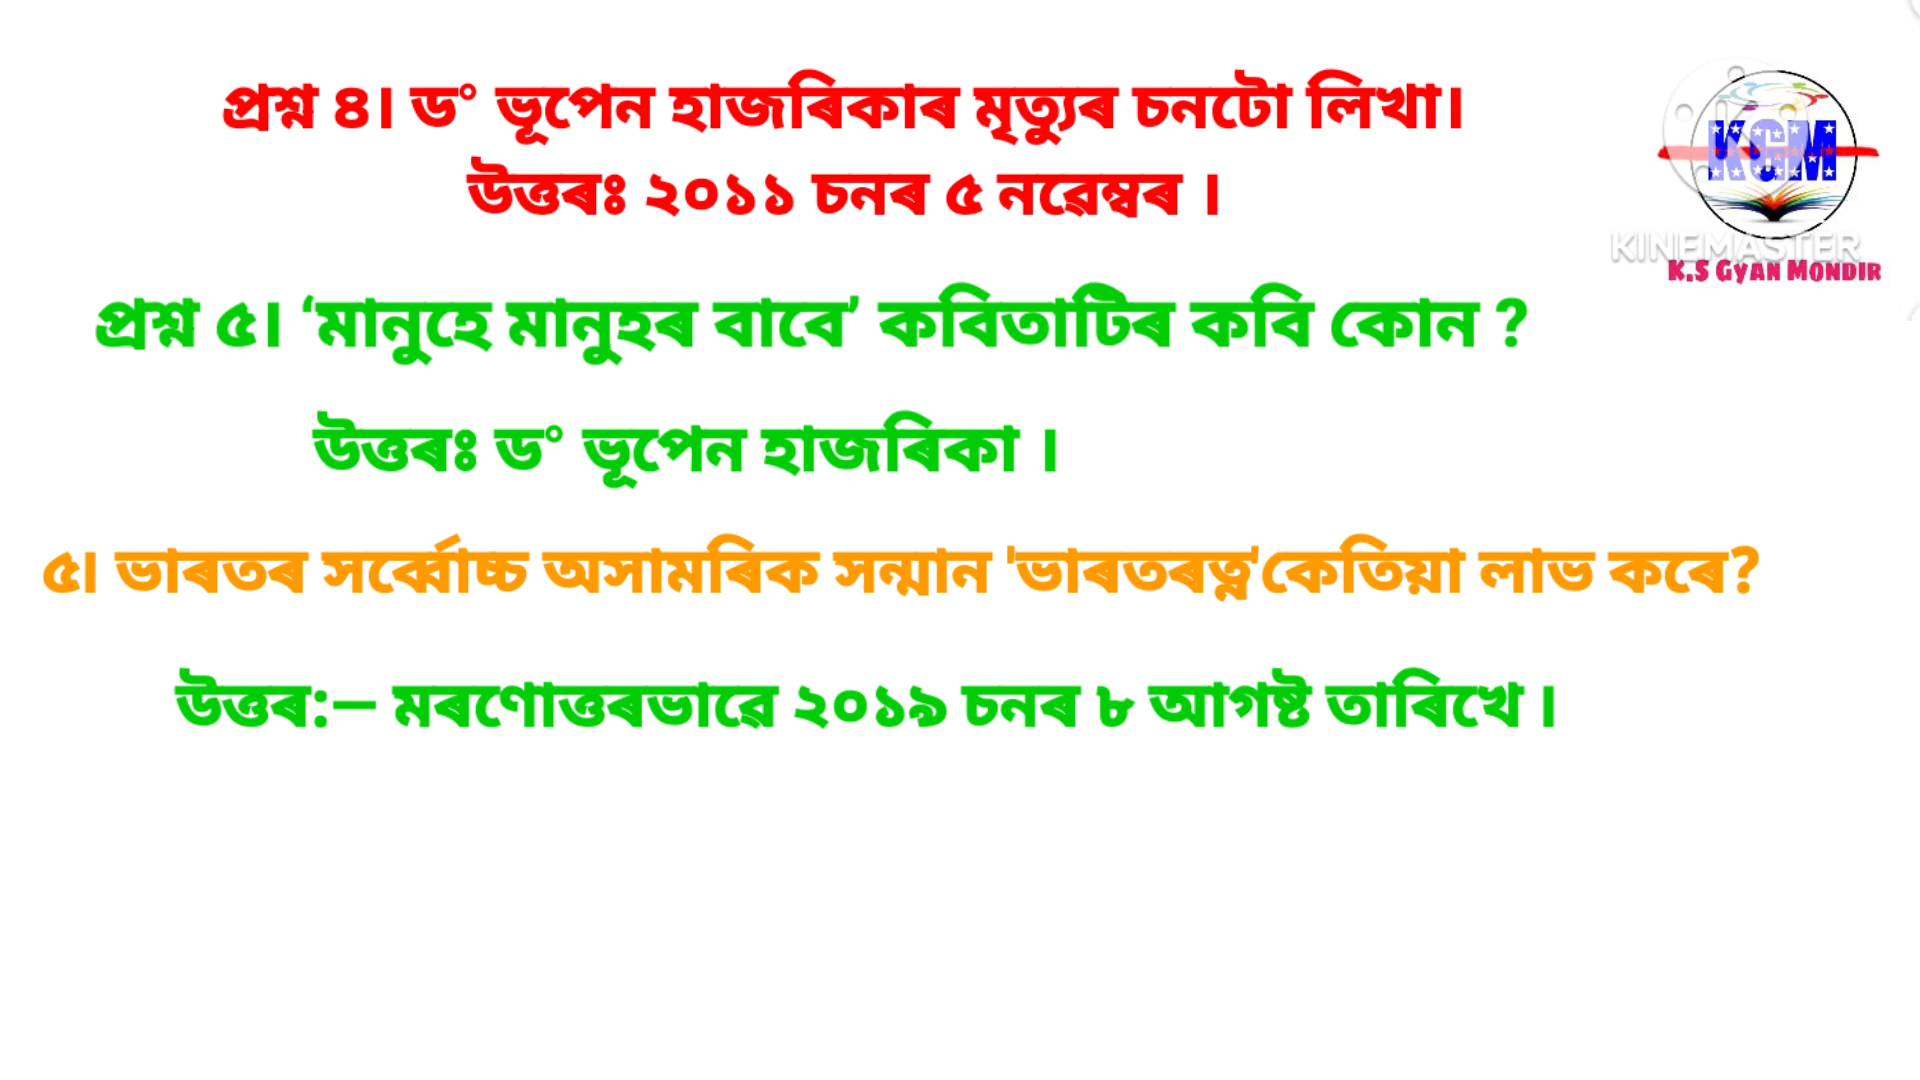 প্ৰশ্ন ৪। ড° ভূপেন হাজৰিকাৰ মৃত্যুৰ চনটো লিখা।
উত্তৰঃ ২০১১ চনৰ ৫ নৱেম্বৰ ।
KCM
KINEMASTER
K.S GYAN MONDIR
প্ৰশ্ন ৫। ‘মানুহে মানুহৰ বাবে’ কবিতাটিৰ কবি কোন ?
উত্তৰঃ ড° ভূপেন হাজৰিকা ।
৫। ভাৰতৰ সৰ্ব্বোচ্চ অসামৰিক সন্মান 'ভাৰতৰত্ন'কেতিয়া লাভ কৰে?
উত্তৰ:– মৰণোত্তৰভাৱে ২০১৯ চনৰ ৮ আগষ্ট তাৰিখে ।